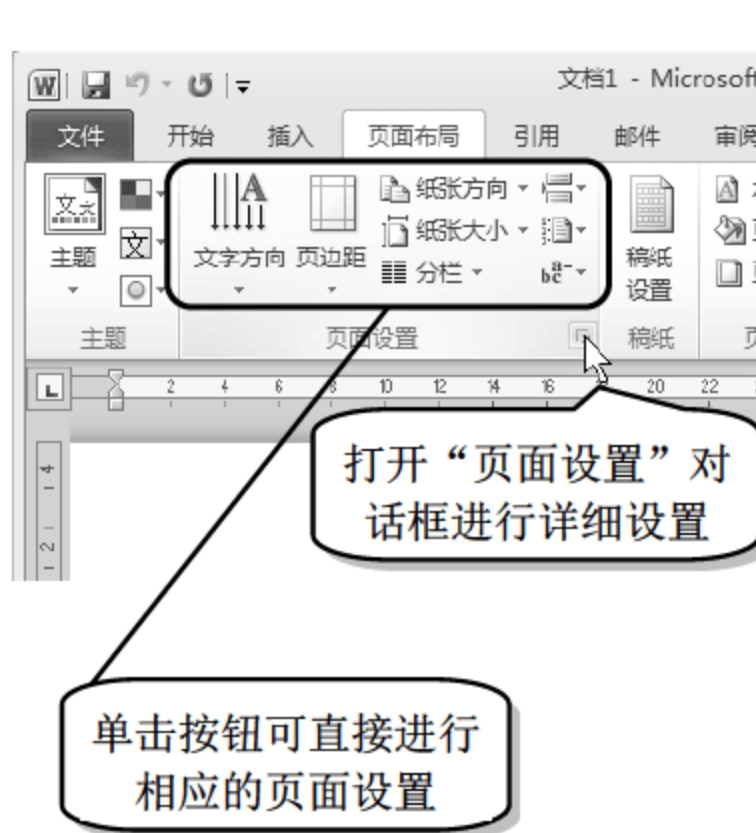 文档1 - Microsoft
文件 开始 插入 页面布局 引用 邮件 审阅
主题 文字方向 页边距 纸张方向 纸张大小 分栏 稿纸设置
主题 页面设置 稿纸
2 4 6 8 10 12 14 16 20 22
4
2
打开“页面设置”对
话框进行详细设置
单击按钮可直接进行
相应的页面设置